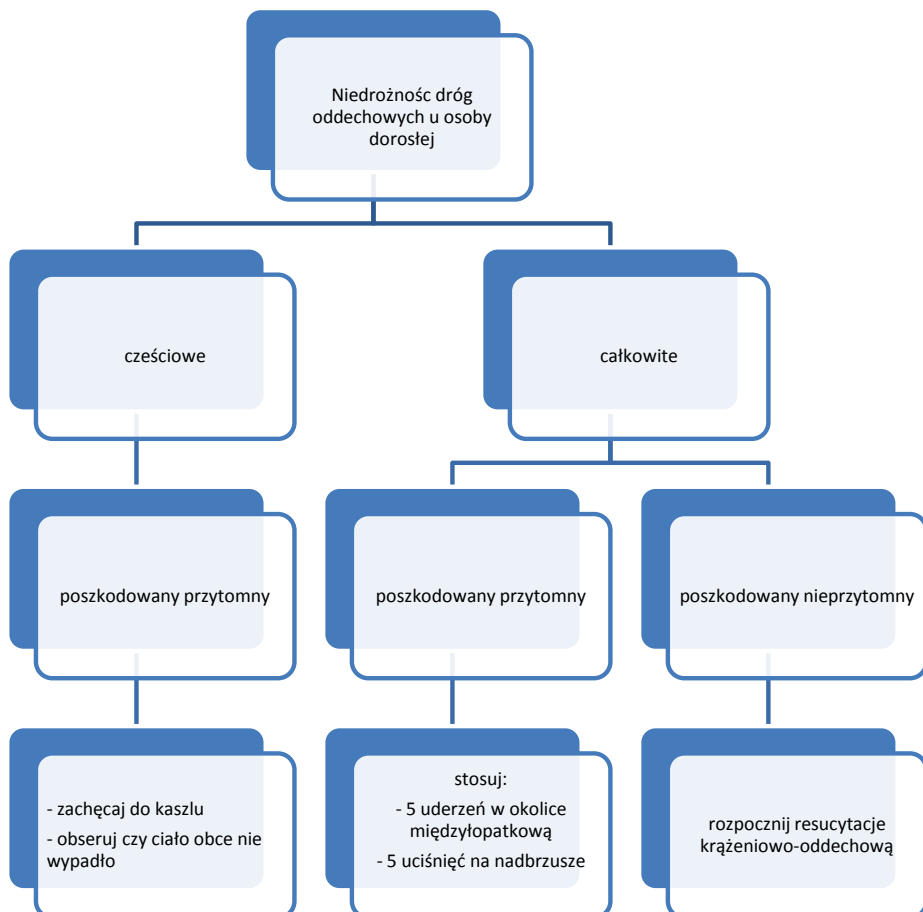 Niedrożnośc dróg
oddechowych u osoby
dorosłej
cześciowe
całkowite
poszkodowany przytomny
poszkodowany przytomny
poszkodowany nieprzytomny
- zachęcaj do kaszlu
- obseruj czy ciało obce nie
wypadło
stosuj:
- 5 uderzeń w okolice
międzyłopatkową
- 5 uciśnięć na nadbrzusze
rozpocznij resucytacje
krążeniowo-oddechową